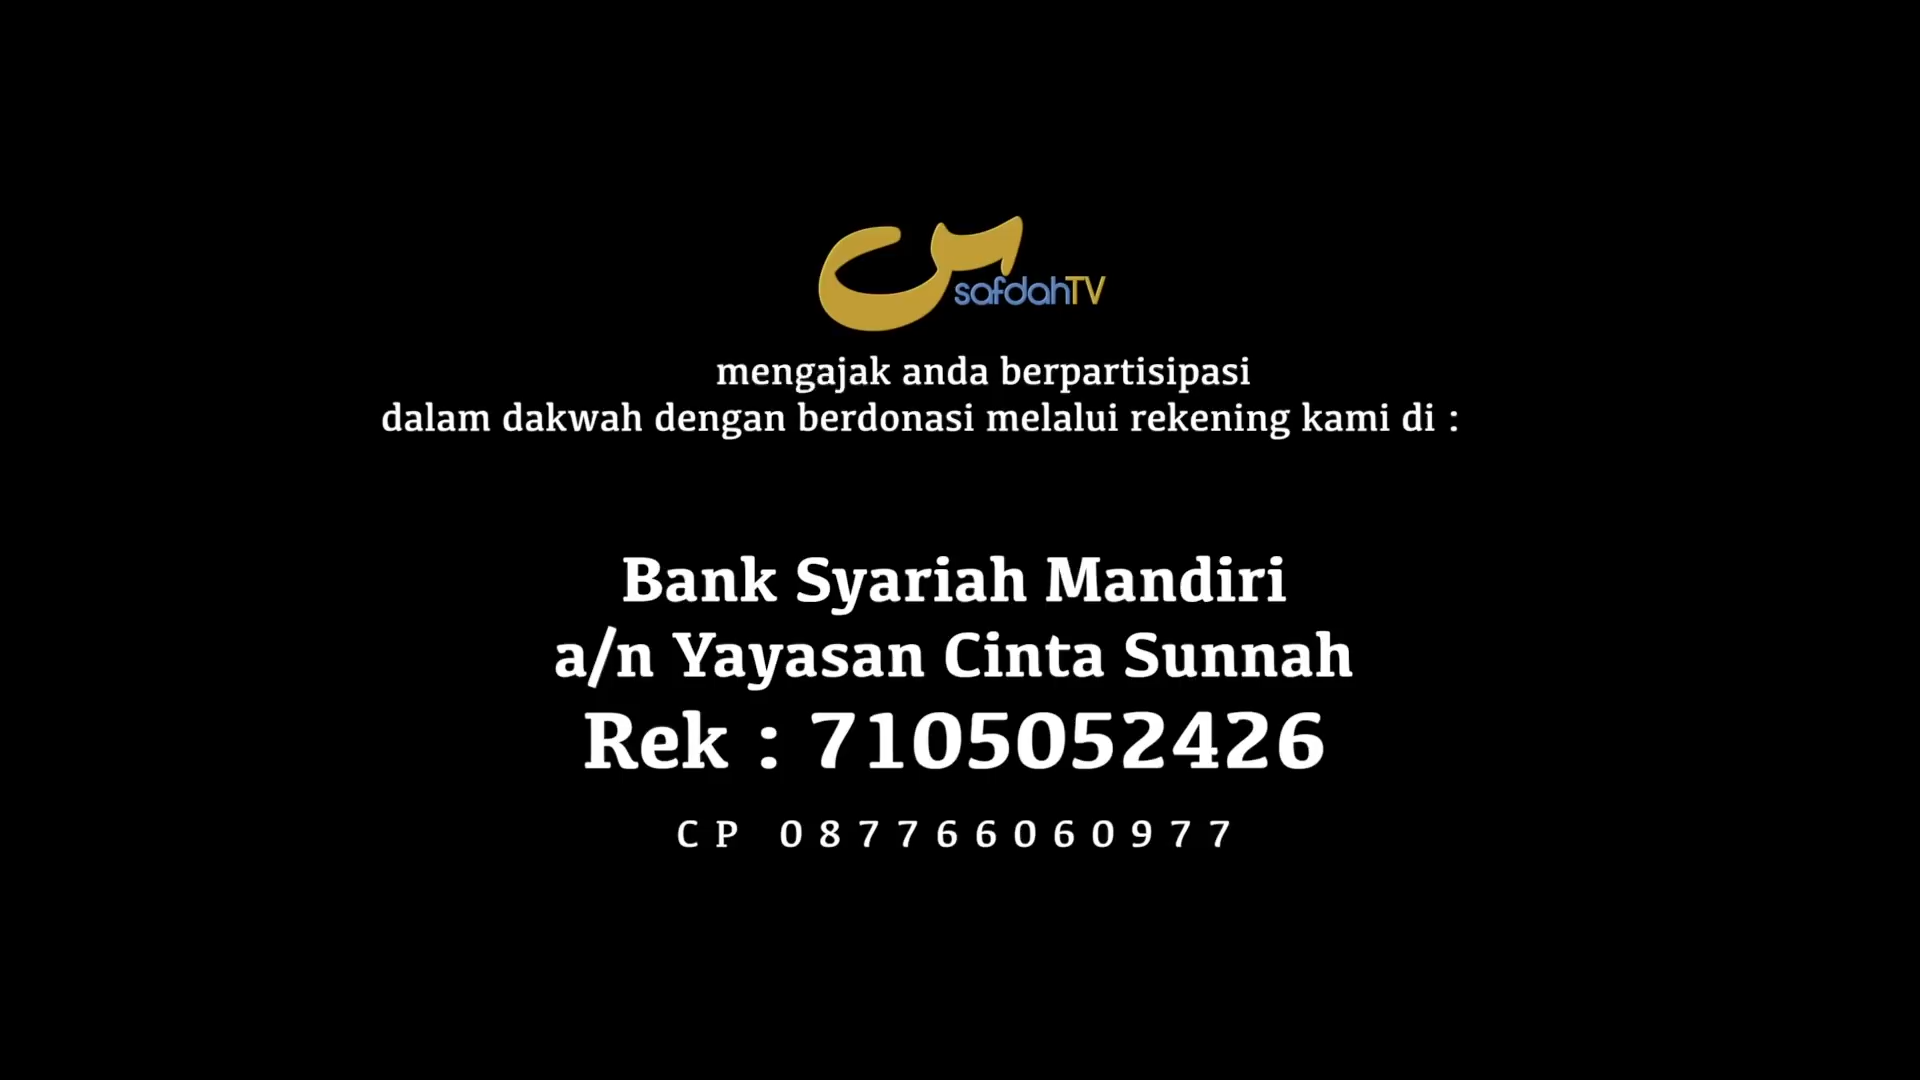 safdahTV
mengajak anda berpartisipasi
dalam dakwah dengan berdonasi melalui rekening kami di :
Bank Syariah Mandiri
a/n Yayasan Cinta Sunnah
Rek : 7105052426
CP 087766060977